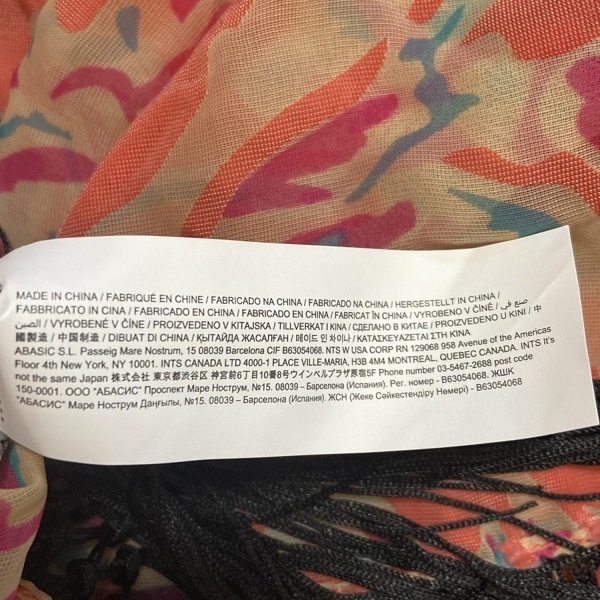 MADE IN CHINA / FABRIQUÉ EN CHINE / FABRICADO NA CHINA / FABRICADO NA CHINA / HERGESTELLT IN CHINA /
FABBRICATO IN CINA / FABRICADO EN CHINA / FABRICADO EN CHINA / FABRICAT ÎN CHINA / VYROBENO V ČÍNĚ / صنع في
الصين / VYROBENÉ V ČÍNE / PROIZVEDENO V KITAJSKA / TILLVERKAT I KINA / СДЕЛАНО В КИТАЕ / PROIZVEDENO U KINI / 中
國製造 / 中国制造 / DIBUAT DI CHINA / ҚЫТАЙДА ЖАСАЛҒАН / 메이드 인 차이나 / ΚΑΤΑΣΚΕΥΑΖΕΤΑΙ ΣΤΗ ΚΙΝΑ
ABASIC S.L. Passeig Mare Nostrum, 15 08039 Barcelona CIF B63054068. NTS W USA CORP RN 129068 958 Avenue of the Americas
Floor 4th New York, NY 10001. INTS CANADA LTD 4000-1 PLACE VILLE-MARIA, H3B 4M4 MONTREAL, QUEBEC CANADA. INTS It's
not the same Japan 株式会社 東京都渋谷区 神宮前6丁目10番8号ウインベルプラザ原宿5F Phone number 03-5467-2688 post code
150-0001. ООО "АБАСИС" Проспект Маре Нострум, №15. 08039 – Барселона (Испания). Рег. номер - B63054068. ЖШК
"АБАСИС" Маре Нострум Даңғылы, №15. 08039 – Барселона (Испания). ЖСН (Жеке Сәйкестендіру Нөмері) - B63054068